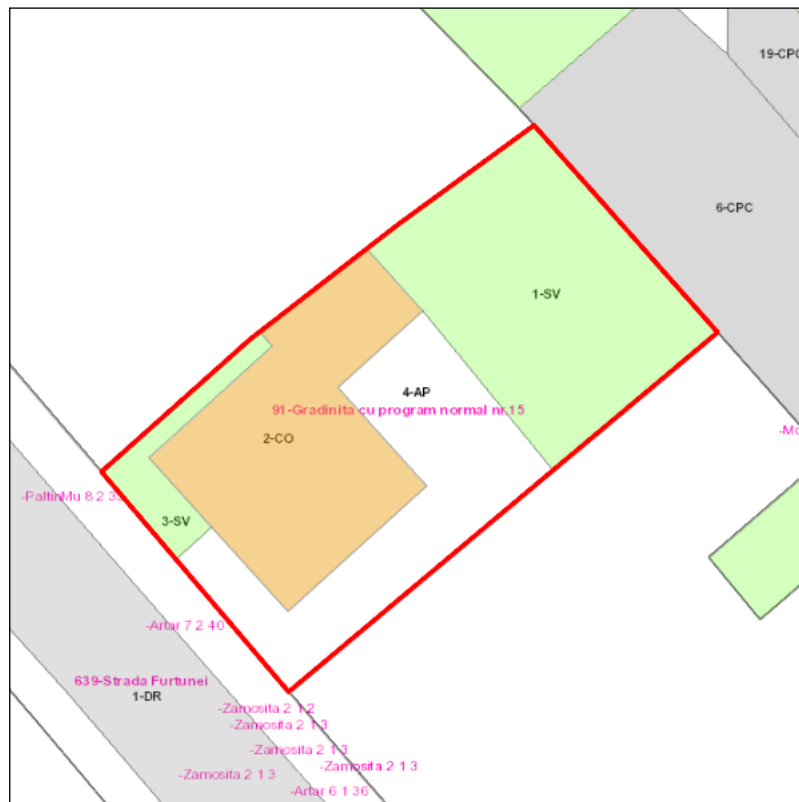 19-CPC
6-CPC
1-SV
4-AP
91-Gradinita cu program normal nr.15
2-CO
-PaltinMu 8 2 3
3-SV
-Artar 7 2 40
639-Strada Furtunei
1-DR
-Zamosita 2 1 2
-Zamosita 2 1 3
-Zamosita 2 1 3
-Zamosita 2 1 3
-Zamosita 2 1 3
-Artar 6 1 36